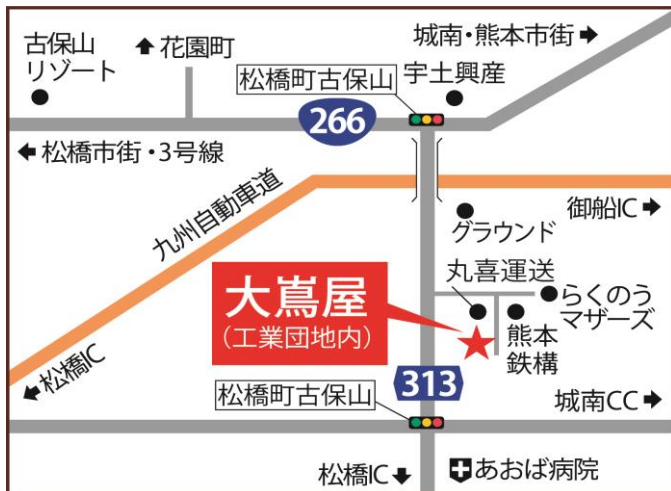 古保山
リゾート
花園町
城南・熊本市街
松橋町古保山
宇土興産
266
松橋市街・3号線
九州自動車道
御船IC
グラウンド
丸喜運送
らくのう
マザーズ
大嶌屋
(工業団地内)
熊本
鉄構
松橋IC
313
松橋町古保山
城南CC
松橋IC
あおば病院